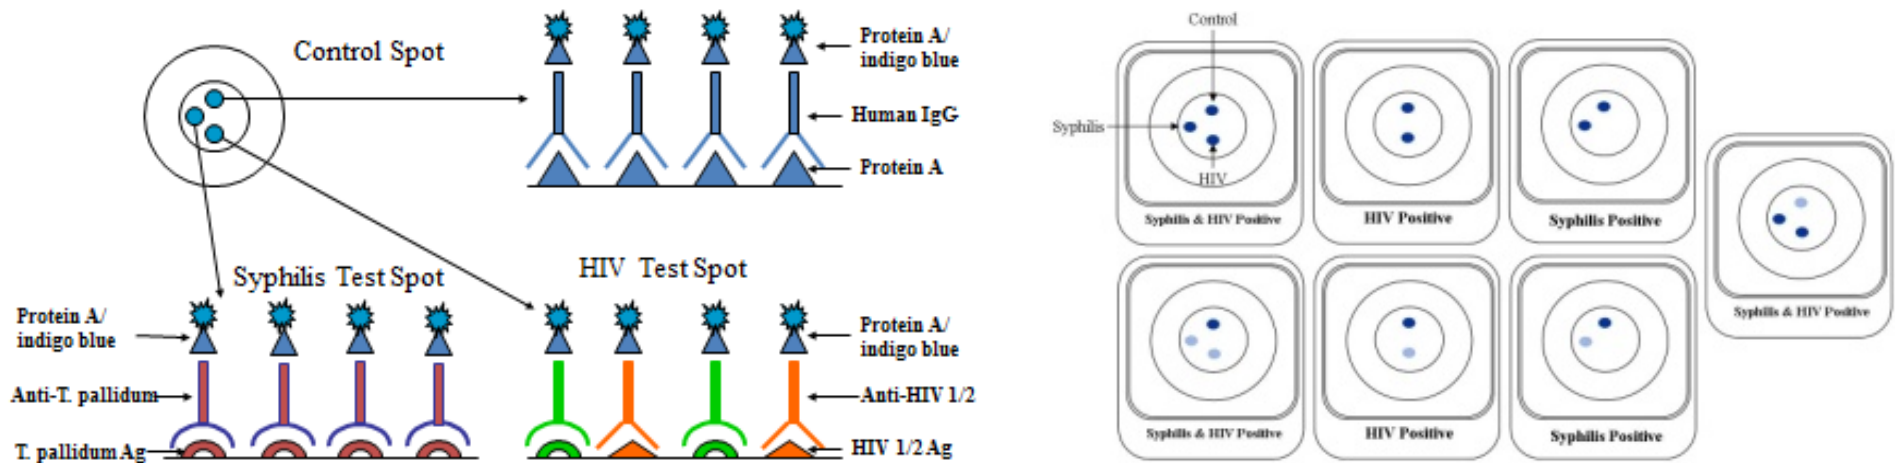 Control Spot
Protein A/
indigo blue
Human IgG
Protein A
Syphilis Test Spot
HIV Test Spot
Protein A/
indigo blue
Anti-T. pallidum
T. pallidum Ag
Protein A/
indigo blue
Anti-HIV 1/2
HIV 1/2 Ag
Control
Syphilis
HIV
Syphilis & HIV Positive
HIV Positive
Syphilis Positive
Syphilis & HIV Positive
Syphilis & HIV Positive
HIV Positive
Syphilis Positive